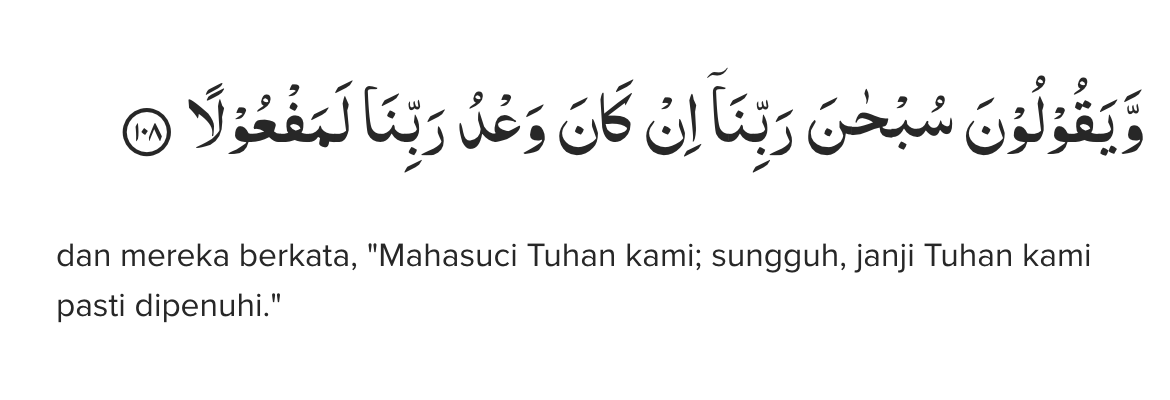 وَّيَقُوْلُوْنَ سُبْحٰنَ رَبِّنَآ اِنْ كَانَ وَعْدُ رَبِّنَا لَمَفْعُوْلًا ۝١٠٨
dan mereka berkata, "Mahasuci Tuhan kami; sungguh, janji Tuhan kami
pasti dipenuhi."